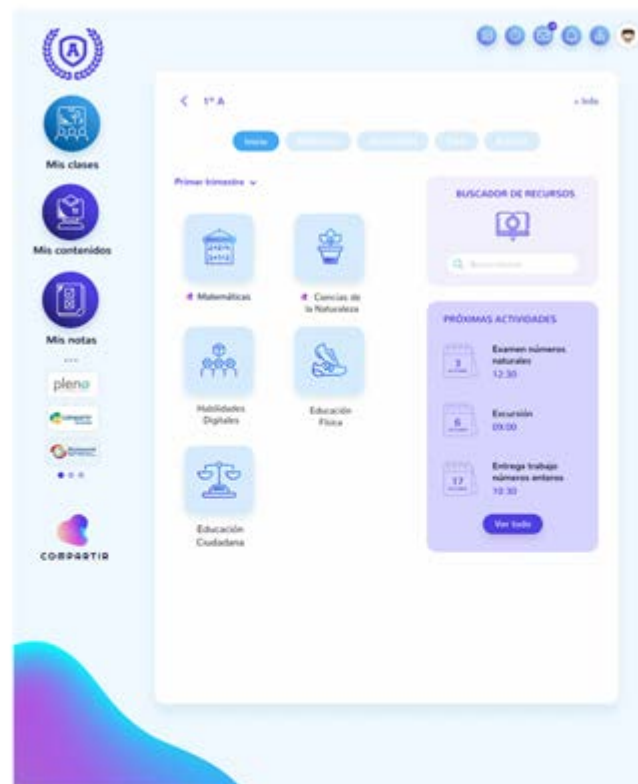 A
Mis clases
Mis contenidos
Mis notas
pleno
COMPARTIR
1º A
+ Info
Inicio
Primer trimestre
Matemáticas
Ciencias de
la Naturaleza
Habilidades
Digitales
Educación
Física
Educación
Ciudadana
BUSCADOR DE RECURSOS
PRÓXIMAS ACTIVIDADES
3
Examen números
naturales
12:30
6
Excursión
09:00
17
Entrega trabajo
números enteros
10:30
Ver todo